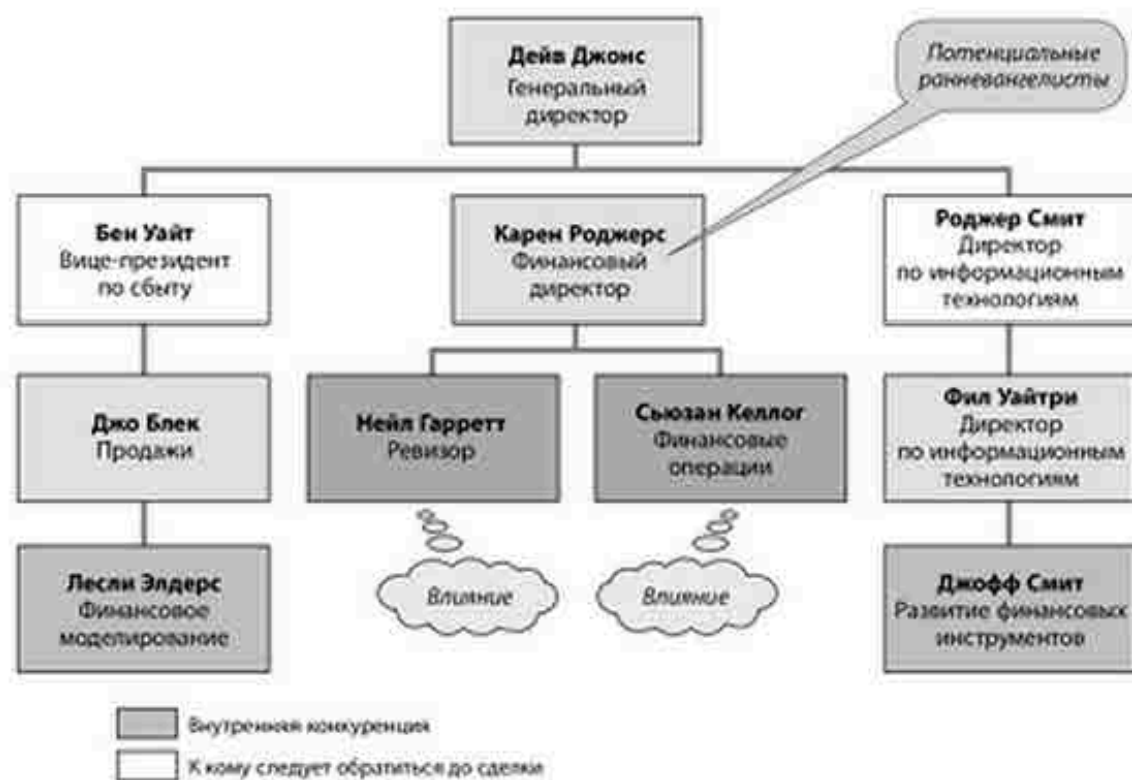 Дейв Джонс
Генеральный
директор
Потенциальные
ранневангелисты
Бен Уайт
Вице-президент
по сбыту
Карен Роджерс
Финансовый
директор
Роджер Смит
Директор
по информационным
технологиям
Джо Блек
Продажи
Нейл Гарретт
Ревизор
Сьюзан Келлог
Финансовые
операции
Фил Уайтри
Директор
по информационным
технологиям
Лесли Элдерс
Финансовое
моделирование
Влияние
Влияние
Джофф Смит
Развитие финансовых
инструментов
Внутренняя конкуренция
К кому следует обратиться до сделки